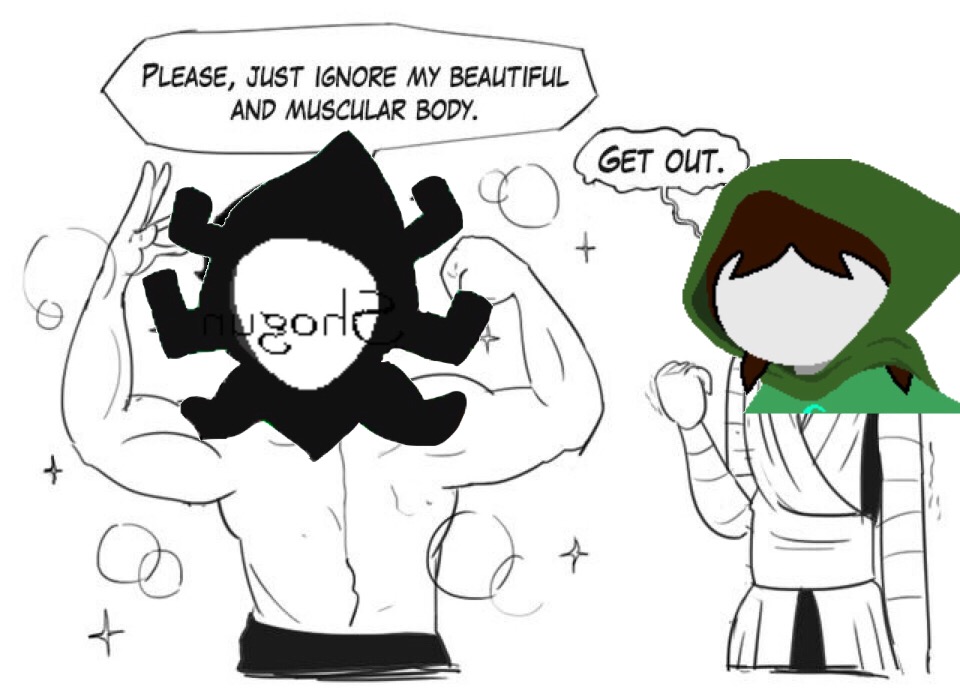 PLEASE, JUST IGNORE MY BEAUTIFUL
AND MUSCULAR BODY.
GET OUT.
Shogun